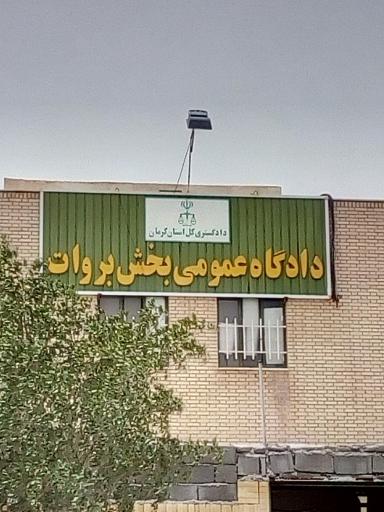 دادگستری کل استان کرمان
دادگاه عمومی بخش بروات